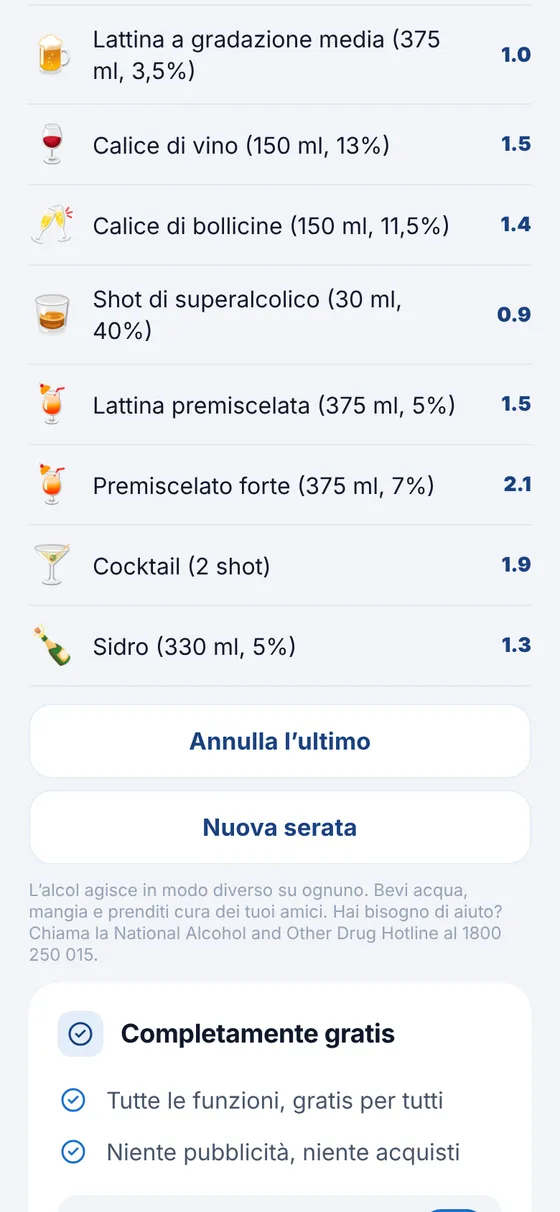 Lattina a gradazione media (375
ml, 3,5%)
1.0
Calice di vino (150 ml, 13%)
1.5
Calice di bollicine (150 ml, 11,5%)
1.4
Shot di superalcolico (30 ml,
40%)
0.9
Lattina premiscelata (375 ml, 5%)
1.5
Premiscelato forte (375 ml, 7%)
2.1
Cocktail (2 shot)
1.9
Sidro (330 ml, 5%)
1.3
Annulla l’ultimo
Nuova serata
L’alcol agisce in modo diverso su ognuno. Bevi acqua,
mangia e prenditi cura dei tuoi amici. Hai bisogno di aiuto?
Chiama la National Alcohol and Other Drug Hotline al 1800
250 015.
Completamente gratis
Tutte le funzioni, gratis per tutti
Niente pubblicità, niente acquisti